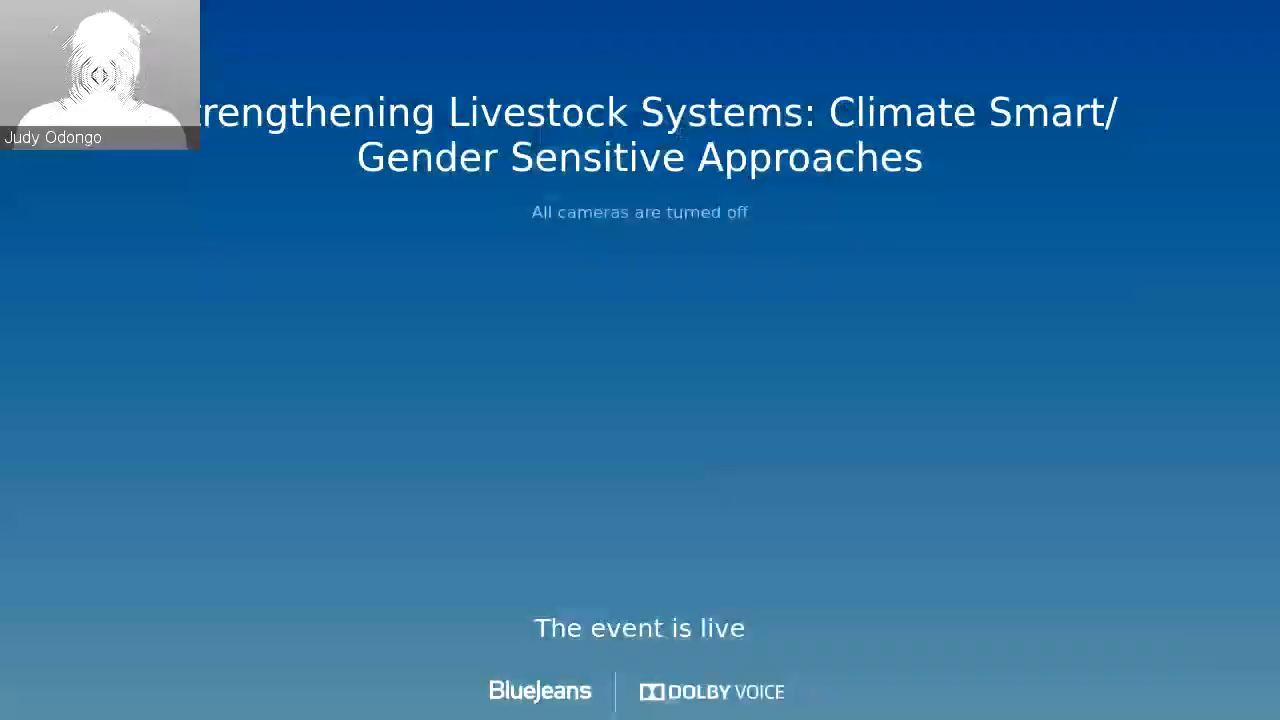 Judy Odongo
trengthening Livestock Systems: Climate Smart/
Gender Sensitive Approaches
All cameras are turned off
The event is live
BlueJeans
DOLBY VOICE